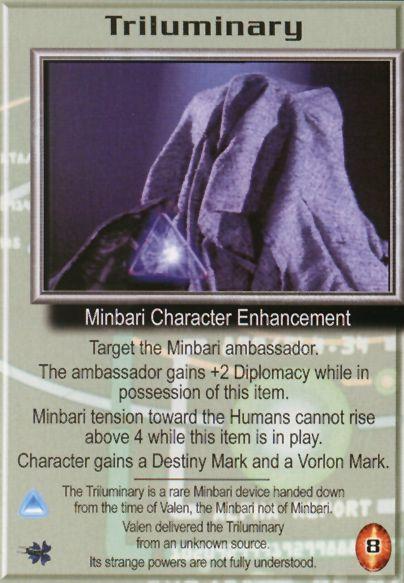 Triluminary
Minbari Character Enhancement
Target the Minbari ambassador.
The ambassador gains +2 Diplomacy while in
possession of this item.
Minbari tension toward the Humans cannot rise
above 4 while this item is in play.
Character gains a Destiny Mark and a Vorlon Mark.
The Triluminary is a rare Minbari device handed down
from the time of Valen, the Minbari not of Minbari.
Valen delivered the Triluminary
from an unknown source.
Its strange powers are not fully understood.
8